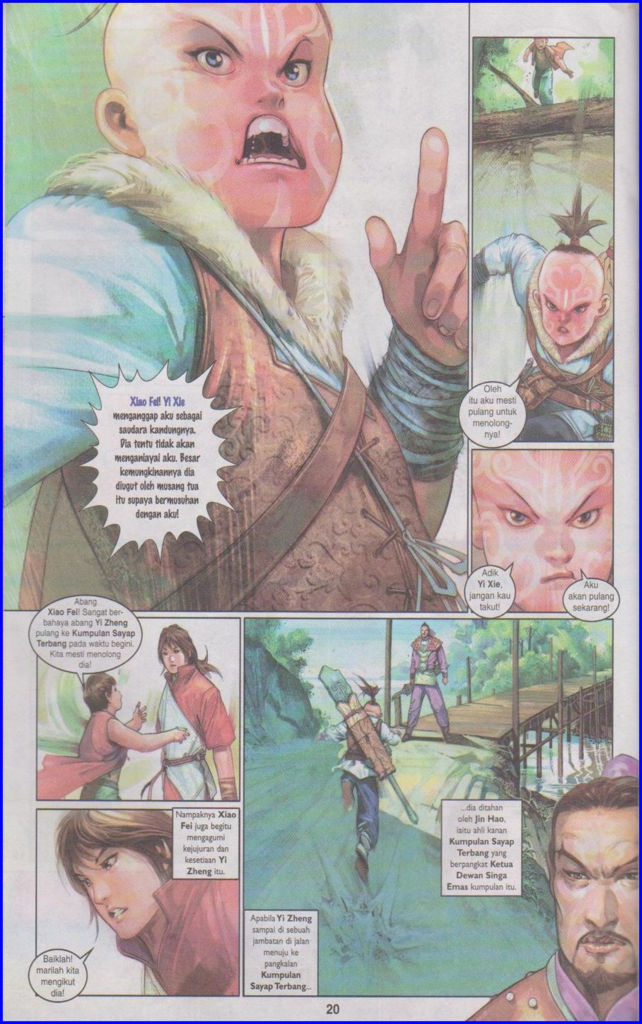 Xiao Fei! Yi Xie
menganggap aku sebagai
saudara kandungnya.
Dia tentu tidak akan
menganiayai aku. Besar
kemungkinannya dia
diugut oleh musang tua
itu supaya bermusuhan
dengan aku!
Oleh
itu aku mesti
pulang untuk
menolong-
nya!
Adik
Yi Xie,
jangan kau
takut!
Aku
akan pulang
sekarang!
Abang
Xiao Fei! Sangat ber-
bahaya abang Yi Zheng
pulang ke Kumpulan Sayap
Terbang pada waktu begini.
Kita mesti menolong
dia!
Nampaknya Xiao
Fei juga begitu
mengagumi
kejujuran dan
kesetiaan Yi
Zheng itu.
Baiklah!
marilah kita
mengikut
dia!
Apabila Yi Zheng
sampai di sebuah
jambatan di jalan
menuju ke
pangkalan
Kumpulan
Sayap Terbang...
...dia ditahan
oleh Jin Hao,
iaitu ahli kanan
Kumpulan Sayap
Terbang yang
berpangkat Ketua
Dewan Singa
Emas kumpulan itu.
20